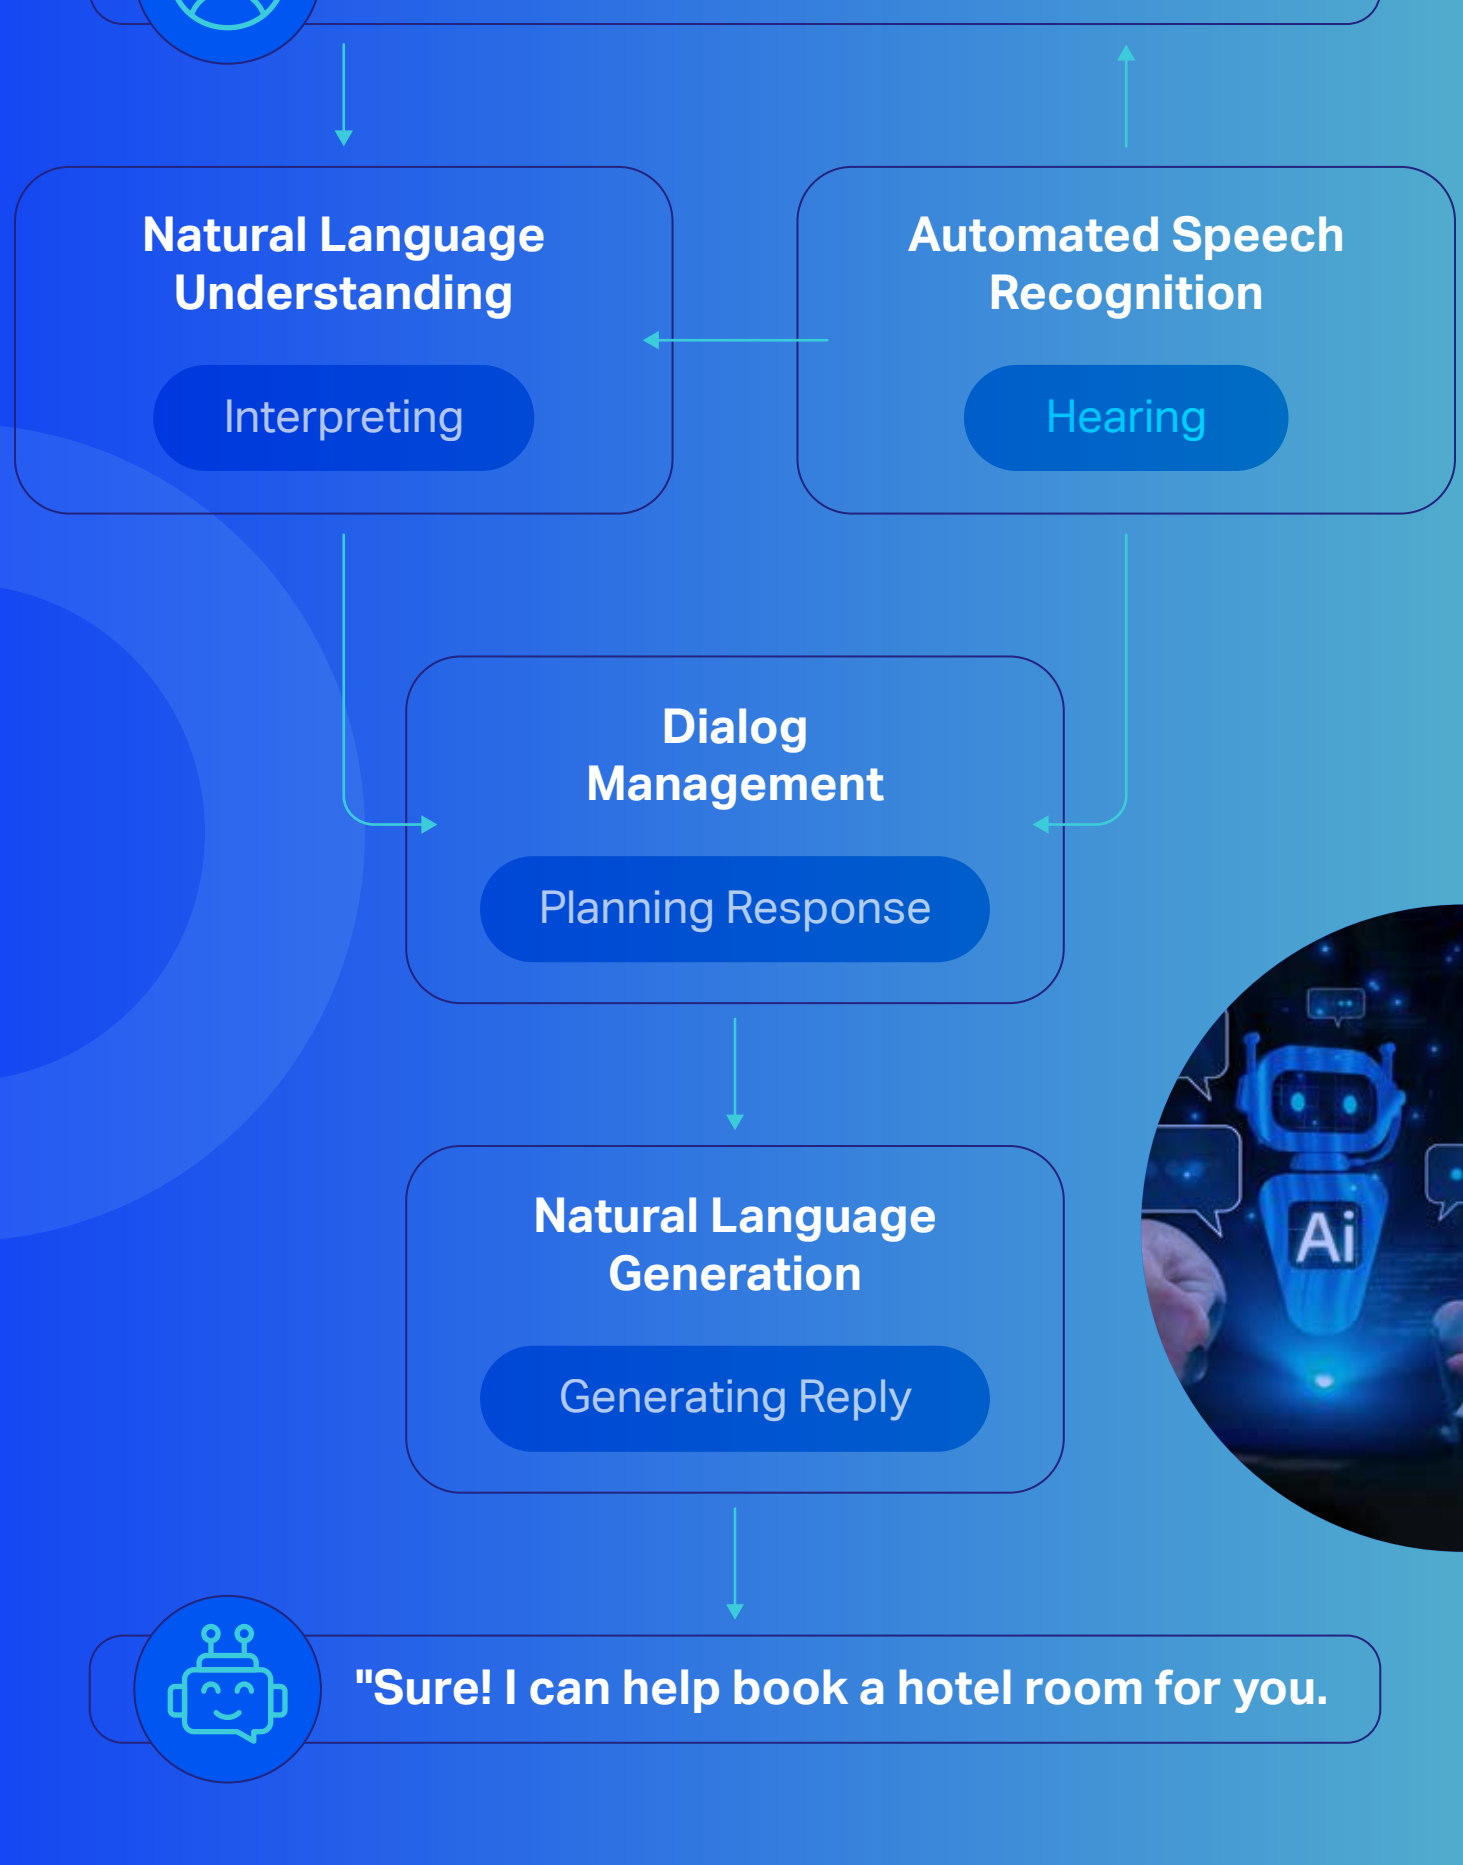 Natural Language
Understanding
Interpreting
Automated Speech
Recognition
Hearing
Dialog
Management
Planning Response
Ai
Natural Language
Generation
Generating Reply
"Sure! I can help book a hotel room for you.